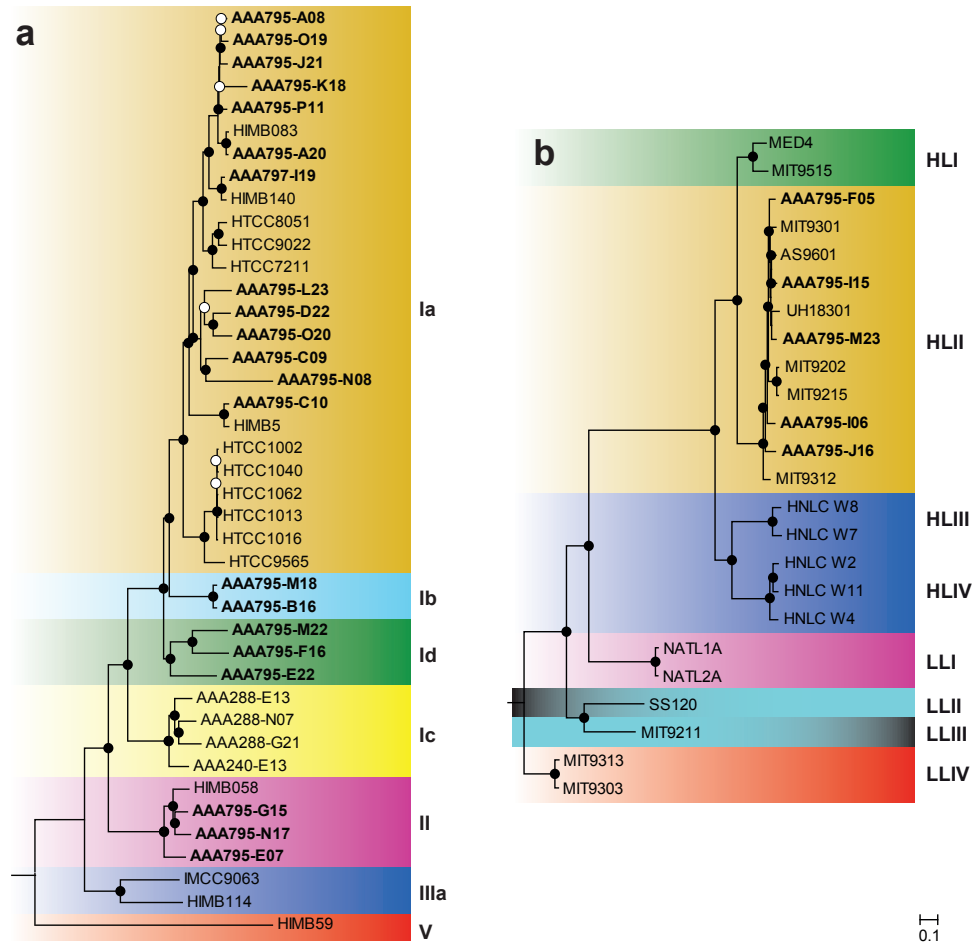 a
AAA795-A08
AAA795-O19
AAA795-J21
AAA795-K18
AAA795-P11
HIMB083
AAA795-A20
AAA797-I19
HIMB140
HTCC8051
HTCC9022
HTCC7211
AAA795-L23
AAA795-D22
AAA795-O20
AAA795-C09
AAA795-N08
AAA795-C10
HIMB5
HTCC1002
HTCC1040
HTCC1062
HTCC1013
HTCC1016
HTCC9565
Ia
AAA795-M18
AAA795-B16
Ib
AAA795-M22
AAA795-F16
AAA795-E22
Id
AAA288-E13
AAA288-N07
AAA288-G21
AAA240-E13
Ic
HIMB058
AAA795-G15
AAA795-N17
AAA795-E07
II
IMCC9063
HIMB114
IIIa
HIMB59
V
b
MED4
MIT9515
HLI
AAA795-F05
MIT9301
AS9601
AAA795-I15
UH18301
AAA795-M23
MIT9202
MIT9215
AAA795-I06
AAA795-J16
MIT9312
HLII
HNLC W8
HNLC W7
HLIII
HNLC W2
HNLC W11
HNLC W4
HLIV
NATL1A
NATL2A
LLI
SS120
LLII
MIT9211
LLIII
MIT9313
MIT9303
LLIV
0.1